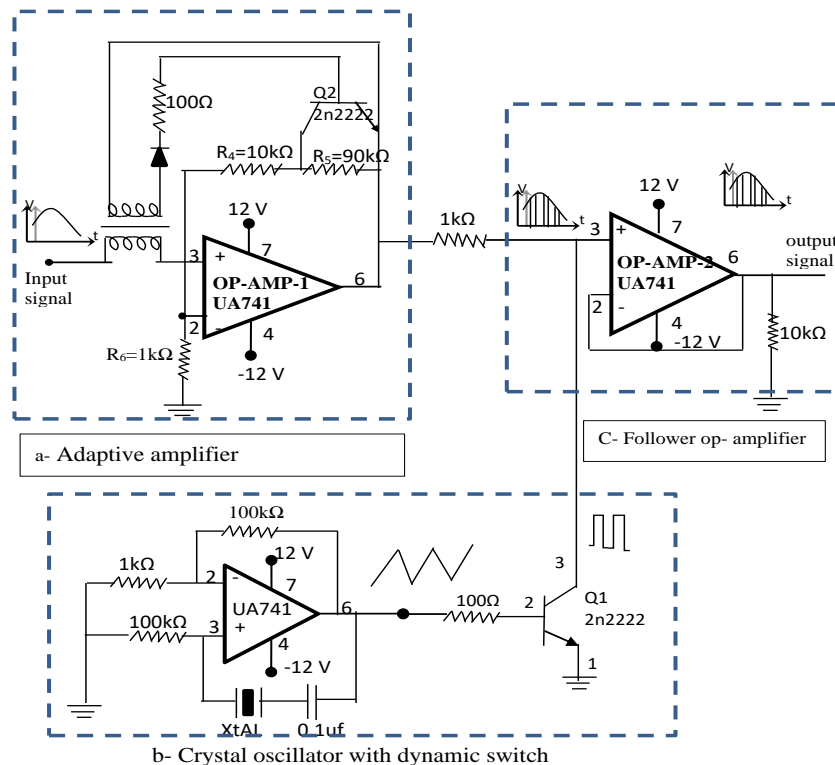 Q2
2n2222
100Ω
R₄=10kΩ
R₅=90kΩ
V
t
12 V
7
3
+
OP-AMP-1
UA741
6
2
-
4
-12 V
Input
signal
R₆=1kΩ
a- Adaptive amplifier
1kΩ
V
t
V
t
12 V
7
3
+
OP-AMP-2
UA741
6
2
-
4
-12 V
output
signal
10kΩ
C- Follower op- amplifier
100kΩ
1kΩ
12 V
2
-
7
UA741
6
100kΩ
3
+
4
-12 V
XtAL
0.1uf
100Ω
3
2
Q1
2n2222
1
b- Crystal oscillator with dynamic switch